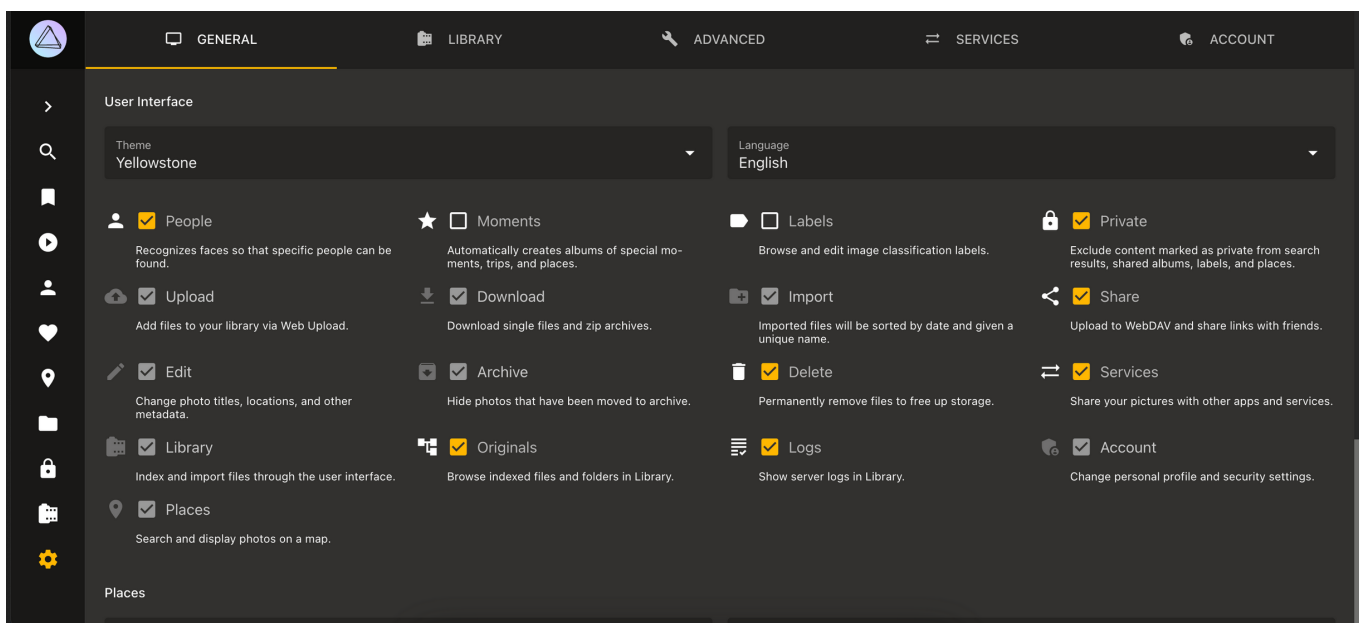 GENERAL
LIBRARY
ADVANCED
SERVICES
ACCOUNT
User Interface
Theme
Yellowstone
Language
English
People
Recognizes faces so that specific people can be
found.
Moments
Automatically creates albums of special mo-
ments, trips, and places.
Labels
Browse and edit image classification labels.
Private
Exclude content marked as private from search
results, shared albums, labels, and places.
Upload
Add files to your library via Web Upload.
Download
Download single files and zip archives.
Import
Imported files will be sorted by date and given a
unique name.
Share
Upload to WebDAV and share links with friends.
Edit
Change photo titles, locations, and other
metadata.
Archive
Hide photos that have been moved to archive.
Delete
Permanently remove files to free up storage.
Services
Share your pictures with other apps and services.
Library
Index and import files through the user interface.
Originals
Browse indexed files and folders in Library.
Logs
Show server logs in Library.
Account
Change personal profile and security settings.
Places
Search and display photos on a map.
Places